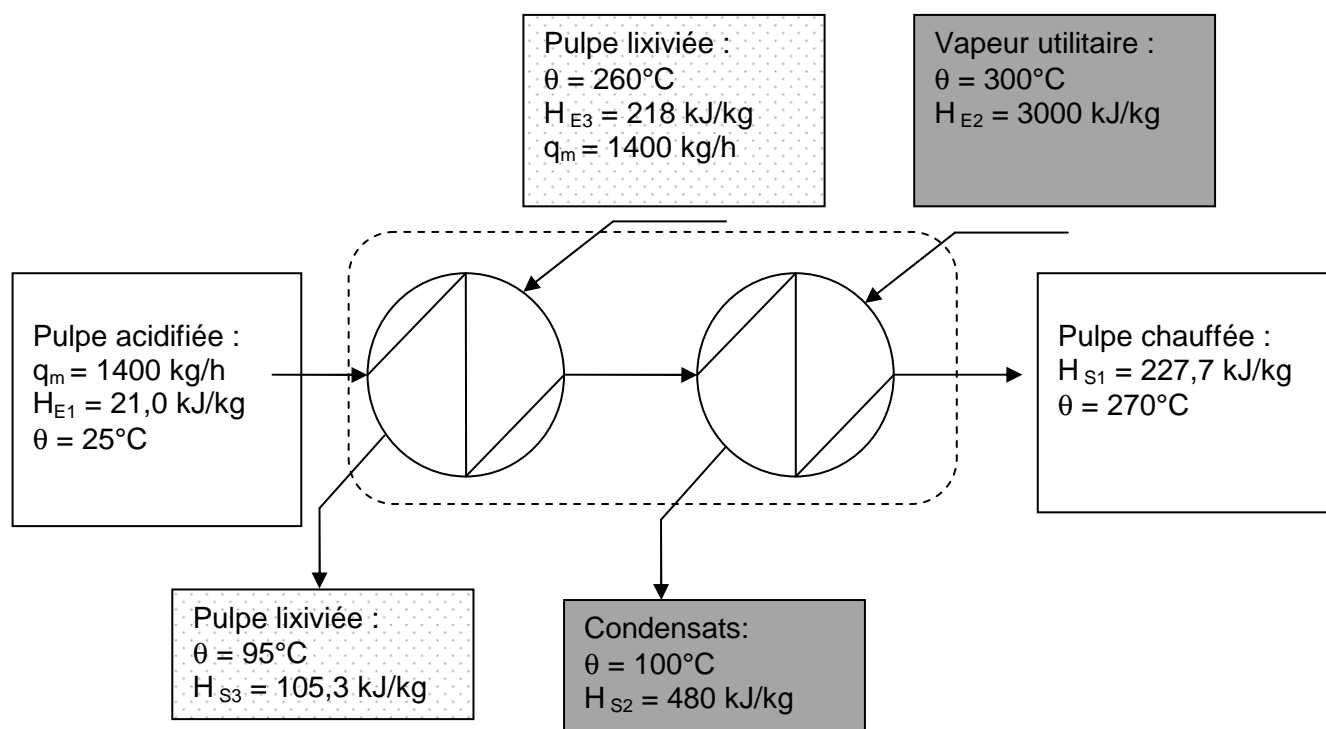 Pulpe lixiviée :
θ = 260°C
H E3 = 218 kJ/kg
qm = 1400 kg/h
Vapeur utilitaire :
θ = 300°C
H E2 = 3000 kJ/kg
Pulpe acidifiée :
qm = 1400 kg/h
HE1 = 21,0 kJ/kg
θ = 25°C
Pulpe chauffée :
H S1 = 227,7 kJ/kg
θ = 270°C
Pulpe lixiviée :
θ = 95°C
H S3 = 105,3 kJ/kg
Condensats:
θ = 100°C
H S2 = 480 kJ/kg